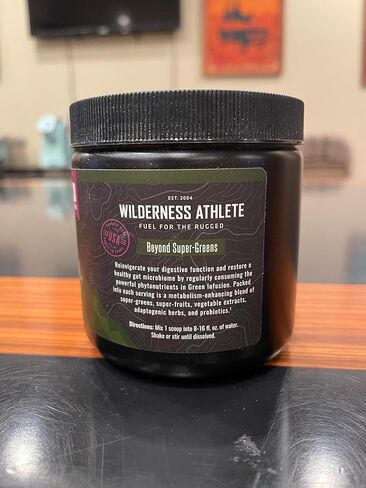 EST. 2004
WILDERNESS ATHLETE
FUEL FOR THE RUGGED
USA
Beyond Super-Greens
Reinvigorate your digestive function and restore a
healthy gut microbiome by regularly consuming the
powerful phytonutrients in Green Infusion. Packed
into each serving is a metabolism-enhancing blend of
super-greens, super-fruits, vegetable extracts,
adaptogenic herbs, and probiotics.†
Directions: Mix 1 scoop into 8-16 fl. oz. of water.
Shake or stir until dissolved.